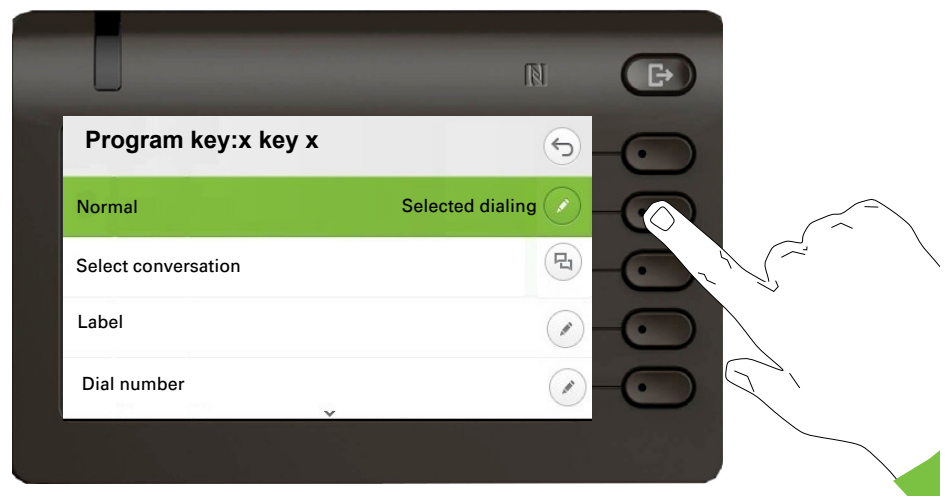 Program key:x key x
Normal Selected dialing
Select conversation
Label
Dial number